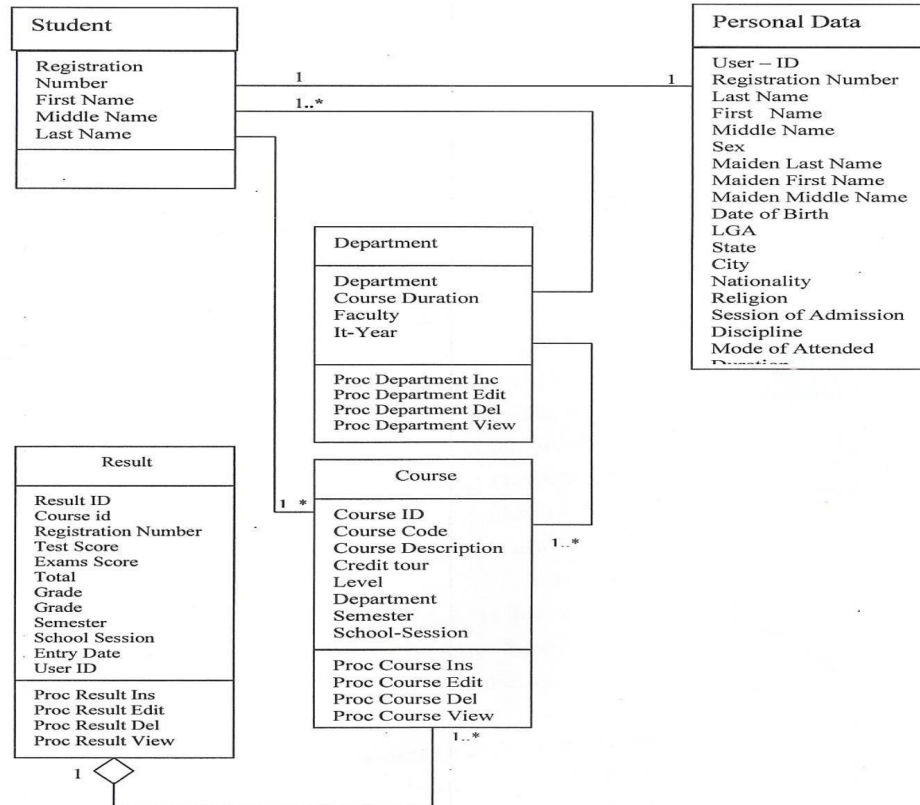 Student
Registration
Number
First Name
Middle Name
Last Name
1
1
1..*
Personal Data
User – ID
Registration Number
Last Name
First Name
Middle Name
Sex
Maiden Last Name
Maiden First Name
Maiden Middle Name
Date of Birth
LGA
State
City
Nationality
Religion
Session of Admission
Discipline
Mode of Attended
Department
Department
Course Duration
Faculty
It-Year
Proc Department Inc
Proc Department Edit
Proc Department Del
Proc Department View
Result
Result ID
Course id
Registration Number
Test Score
Exams Score
Total
Grade
Grade
Semester
School Session
Entry Date
User ID
Proc Result Ins
Proc Result Edit
Proc Result Del
Proc Result View
1
1 *
Course
Course ID
Course Code
Course Description
Credit tour
Level
Department
Semester
School-Session
Proc Course Ins
Proc Course Edit
Proc Course Del
Proc Course View
1..*
1..*